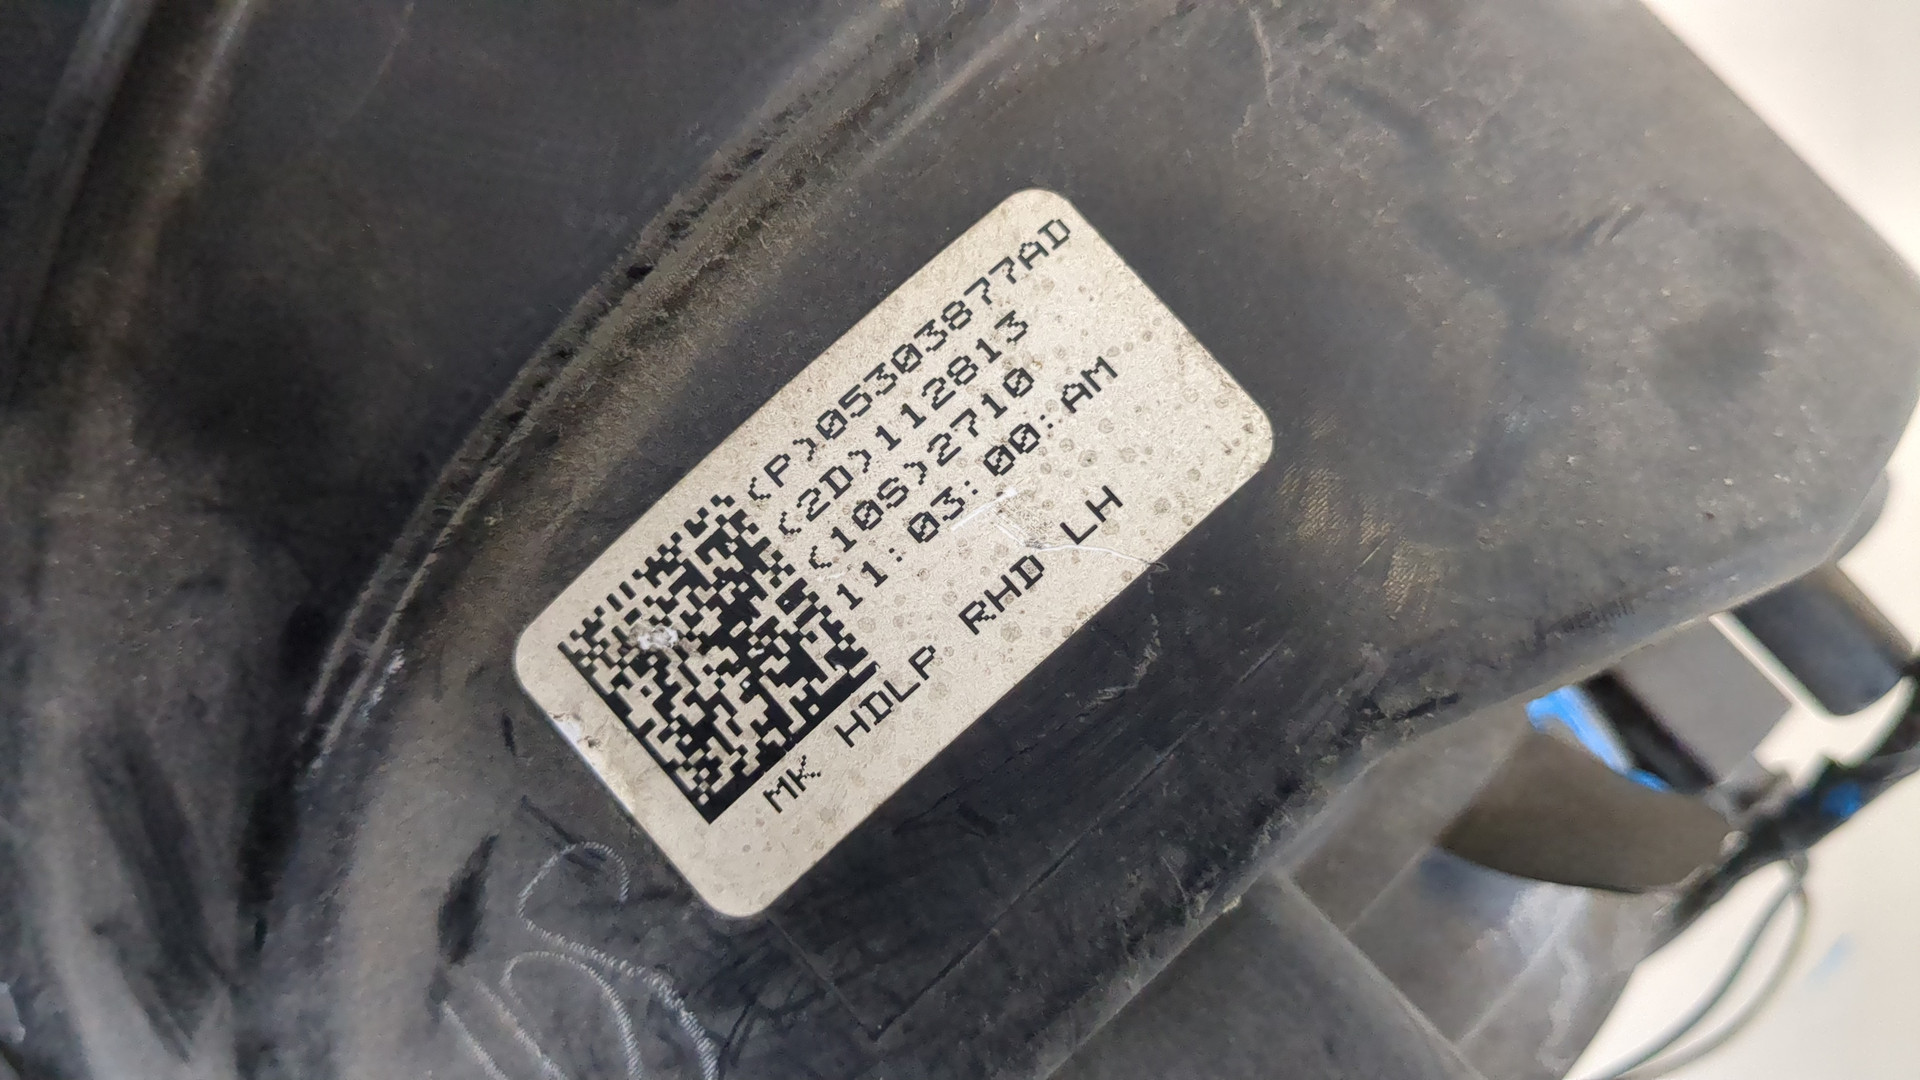 (P)05303877AD
(2D)112813
(10S)2710
11:03:00:AM
MK HDLP RHD LH